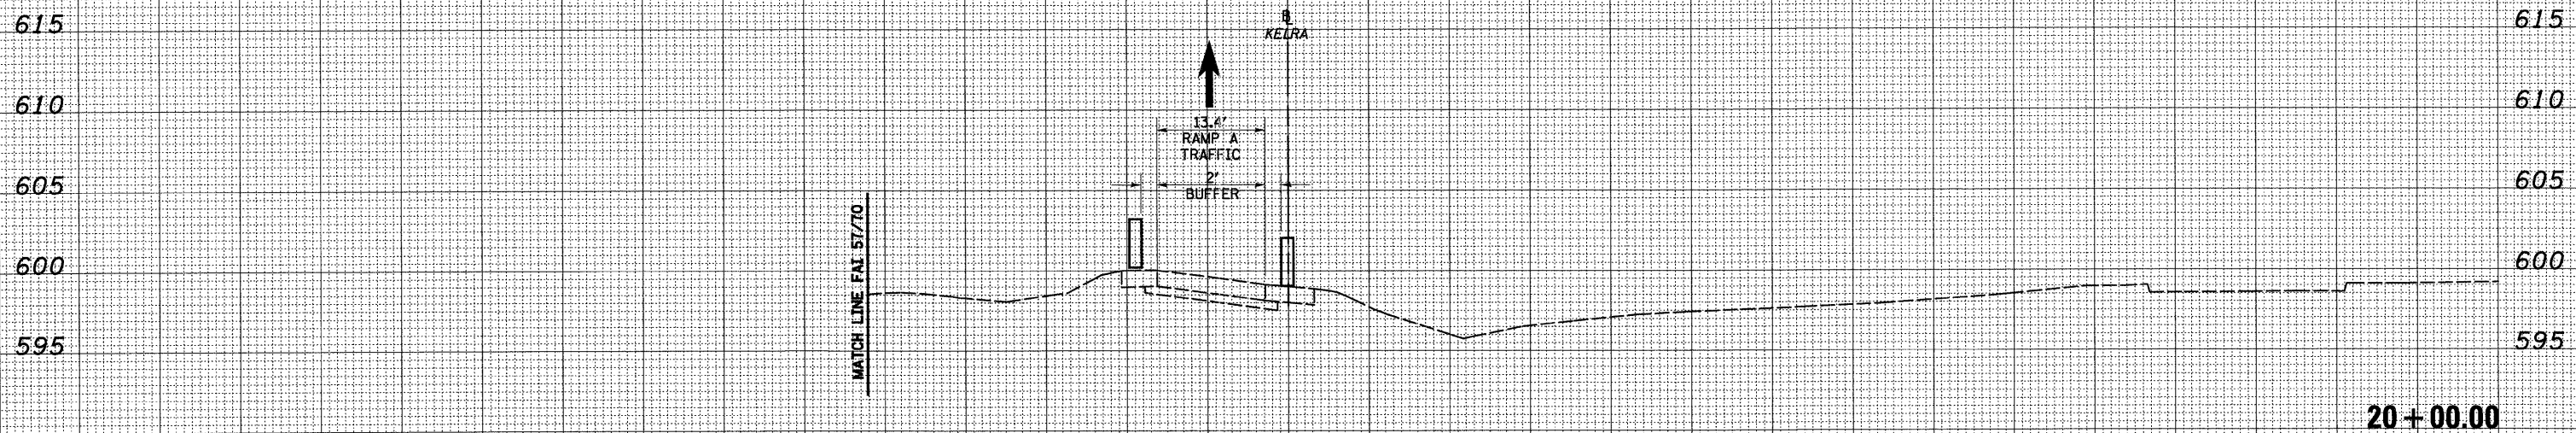 615
615
℄
KELRA
610
610
13.4'
RAMP A
TRAFFIC
605
605
2'
BUFFER
MATCH LINE FAI 57/70
600
600
595
595
20+00.00